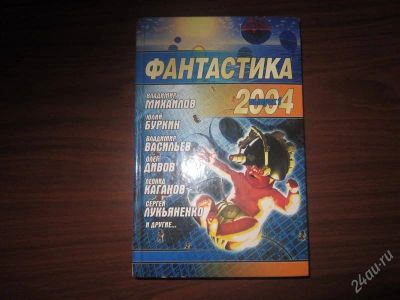 ФАНТАСТИКА
2004
ВЛАДИМИР
МИХАЙЛОВ
ЮЛИЙ
БУРКИН
ВЛАДИМИР
ВАСИЛЬЕВ
ОЛЕГ
ДИВОВ
ЛЕОНИД
КАГАНОВ
СЕРГЕЙ
ЛУКЬЯНЕНКО
И ДРУГИЕ...
24au.ru